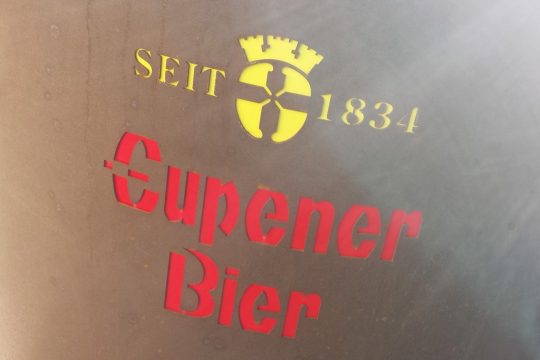 SEIT 1834
Eupener
Bier